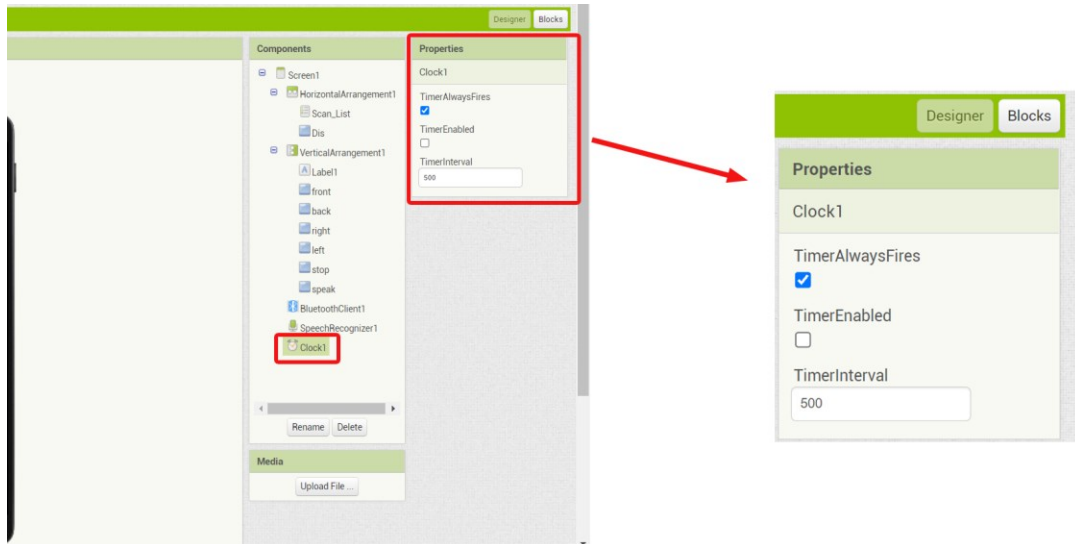 Designer Blocks
Components
Screen1
HorizontalArrangement1
Scan_List
Dis
VerticalArrangement1
Label1
front
back
right
left
stop
speak
BluetoothClient1
SpeechRecognizer1
Clock1
Rename Delete
Media
Upload File ...
Properties
Clock1
TimerAlwaysFires
TimerEnabled
TimerInterval
500
Designer Blocks
Properties
Clock1
TimerAlwaysFires
TimerEnabled
TimerInterval
500